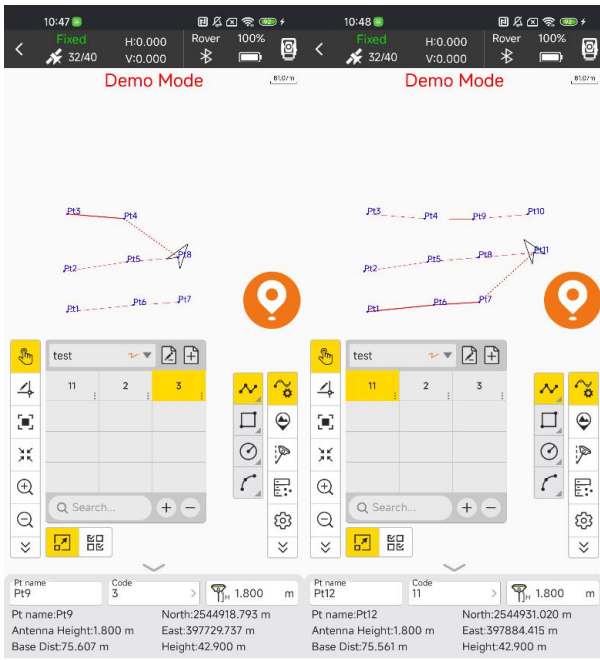 10:47
92
Fixed
32/40
H:0.000
V:0.000
Rover
100%
Demo Mode
Pt3
Pt4
Pt8
Pt5
Pt2
Pt7
Pt6
Pt1
test
11
2
3
Search...
Pt name
Pt9
Code
3
H
1.800 m
Pt name:Pt9
North:2544918.793 m
Antenna Height:1.800 m
East:397729.737 m
Base Dist:75.607 m
Height:42.900 m
10:48
92
Fixed
32/40
H:0.000
V:0.000
Rover
100%
Demo Mode
Pt3
Pt4
Pt9
Pt10
Pt11
Pt8
Pt5
Pt2
Pt7
Pt6
Pt1
test
11
2
3
Search...
Pt name
Pt12
Code
11
H
1.800 m
Pt name:Pt12
North:2544931.020 m
Antenna Height:1.800 m
East:397884.415 m
Base Dist:75.561 m
Height:42.900 m